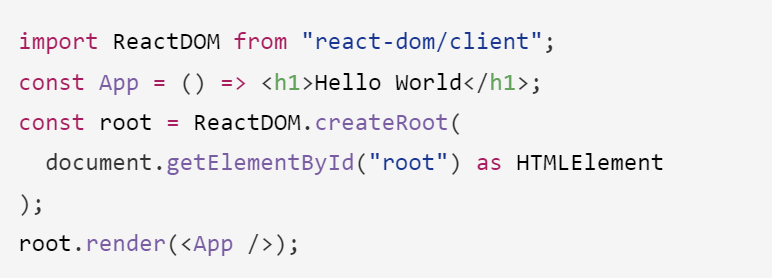 import ReactDOM from "react-dom/client";
const App = () => <h1>Hello World</h1>;
const root = ReactDOM.createRoot(
  document.getElementById("root") as HTMLElement
);
root.render(<App />);